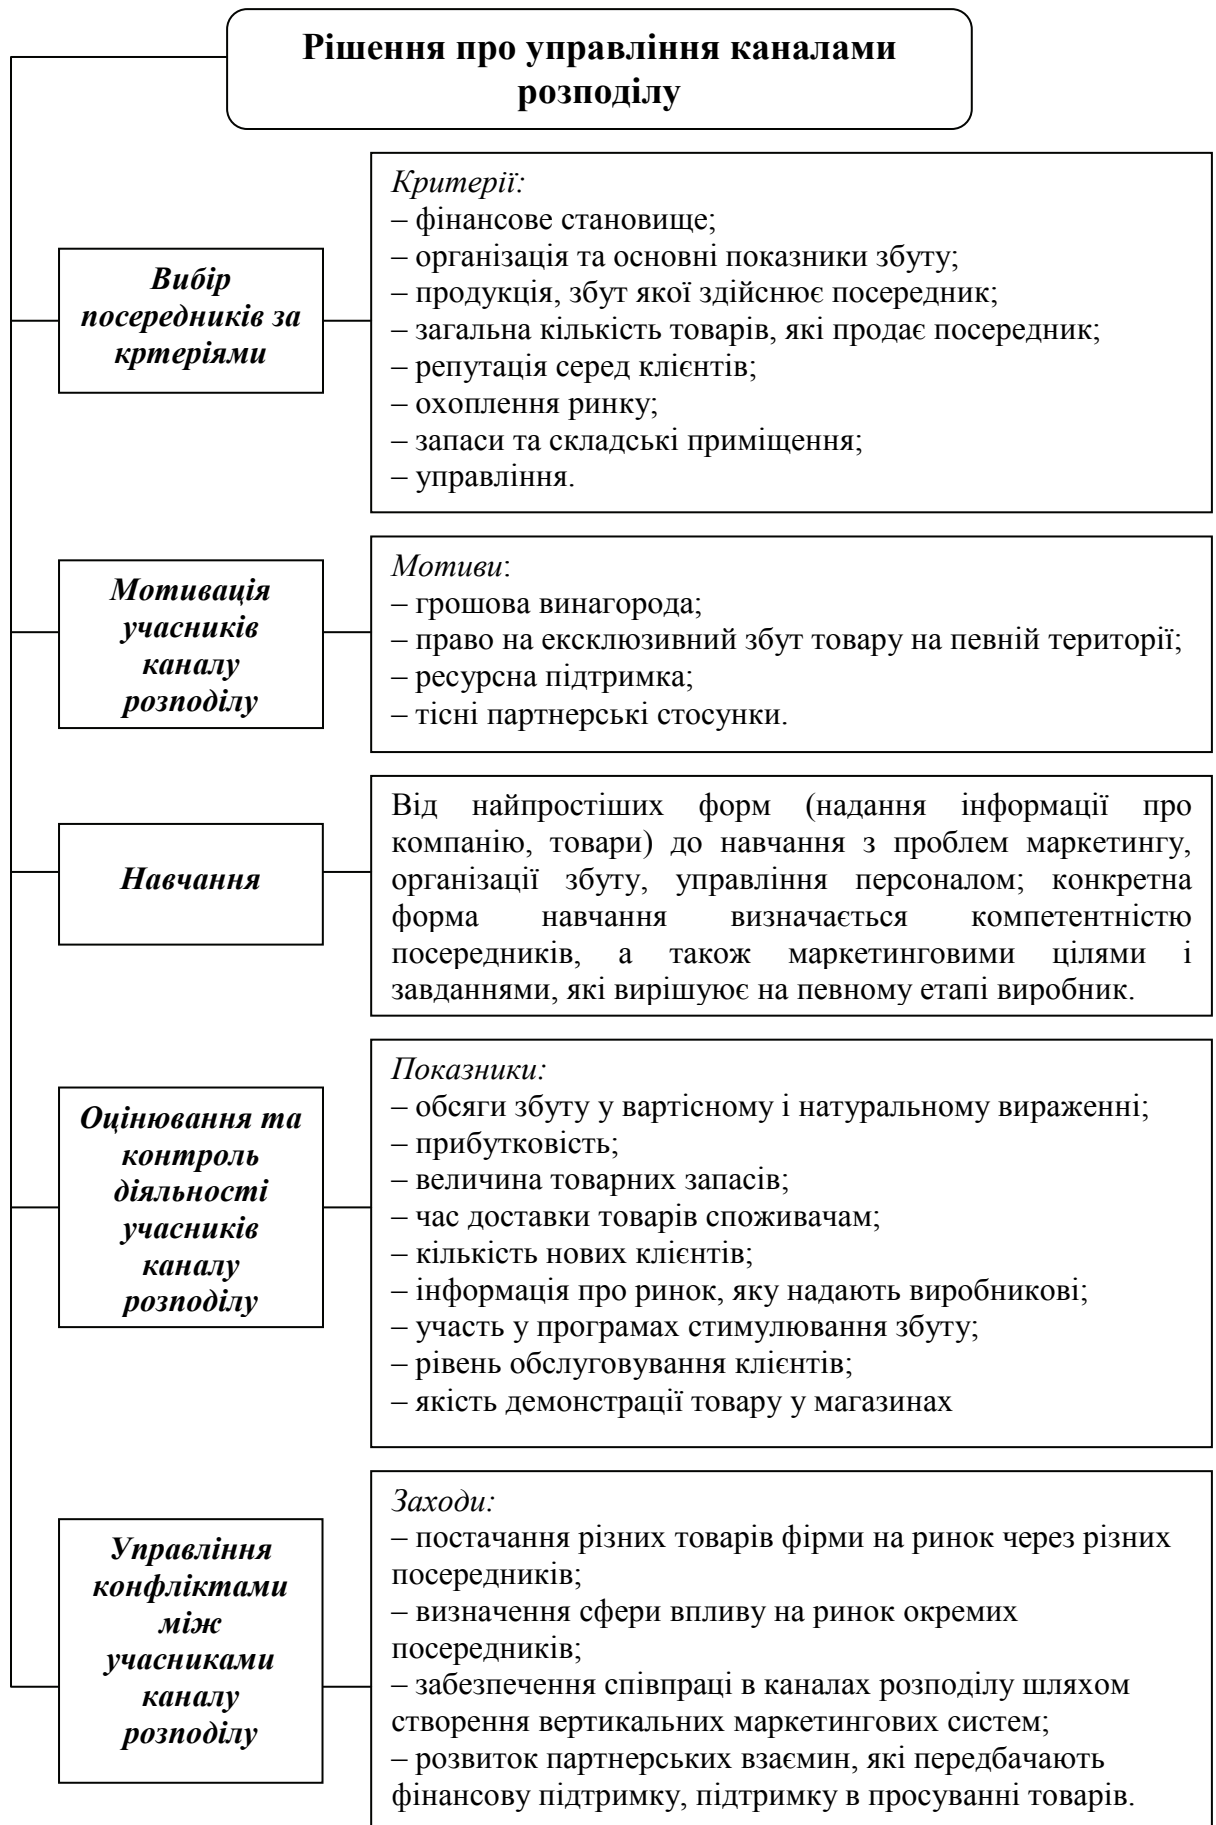 Рішення про управління каналами
розподілу
Вибір
посередників за
кртеріями
Критерії:
– фінансове становище;
– організація та основні показники збуту;
– продукція, збут якої здійснює посередник;
– загальна кількість товарів, які продає посередник;
– репутація серед клієнтів;
– охоплення ринку;
– запаси та складські приміщення;
– управління.
Мотивація
учасників
каналу
розподілу
Мотиви:
– грошова винагорода;
– право на ексклюзивний збут товару на певній території;
– ресурсна підтримка;
– тісні партнерські стосунки.
Навчання
Від найпростіших форм (надання інформації про
компанію, товари) до навчання з проблем маркетингу,
організації збуту, управління персоналом; конкретна
форма навчання визначається компетентністю
посередників, а також маркетинговими цілями і
завданнями, які вирішуює на певному етапі виробник.
Оцінювання та
контроль
діяльності
учасників
каналу
розподілу
Показники:
– обсяги збуту у вартісному і натуральному вираженні;
– прибутковість;
– величина товарних запасів;
– час доставки товарів споживачам;
– кількість нових клієнтів;
– інформація про ринок, яку надають виробникові;
– участь у програмах стимулювання збуту;
– рівень обслуговування клієнтів;
– якість демонстрації товару у магазинах
Управління
конфліктами
між
учасниками
каналу
розподілу
Заходи:
– постачання різних товарів фірми на ринок через різних
посередників;
– визначення сфери впливу на ринок окремих
посередників;
– забезпечення співпраці в каналах розподілу шляхом
створення вертикальних маркетингових систем;
– розвиток партнерських взаємин, які передбачають
фінансову підтримку, підтримку в просуванні товарів.